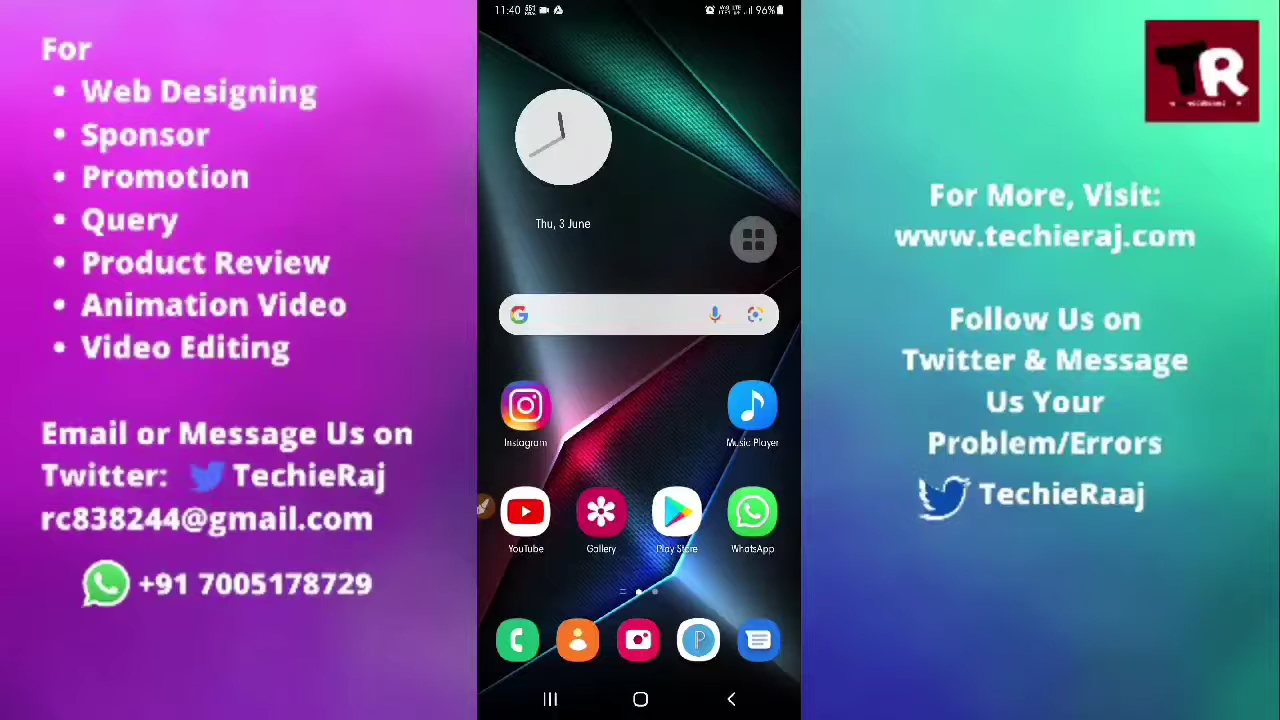 For
• Web Designing
• Sponsor
• Promotion
• Query
• Product Review
• Animation Video
• Video Editing
Email or Message Us on
Twitter: TechieRaj
rc838244@gmail.com
+91 7005178729
11:40
96%
Thu, 3 June
Instagram
Music Player
YouTube
Gallery
Play Store
WhatsApp
TR
For More, Visit:
www.techieraj.com
Follow Us on
Twitter & Message
Us Your
Problem/Errors
TechieRaaj